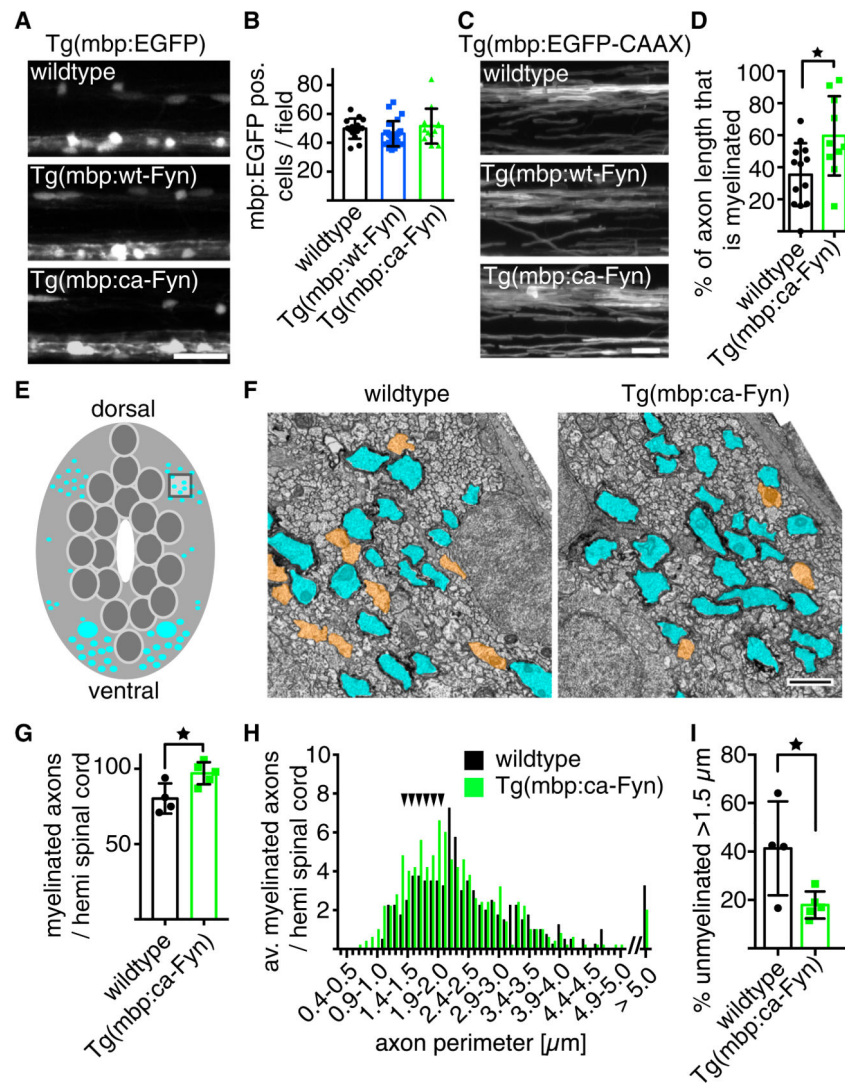 A
Tg(mbp:EGFP)
wildtype
Tg(mbp:wt-Fyn)
Tg(mbp:ca-Fyn)
B
mbp:EGFP pos.
cells / field
80
60
40
20
wildtype
Tg(mbp:wt-Fyn)
Tg(mbp:ca-Fyn)
C
Tg(mbp:EGFP-CAAX)
wildtype
Tg(mbp:wt-Fyn)
Tg(mbp:ca-Fyn)
D
% of axon length that
is myelinated
100
80
60
40
20
★
wildtype
Tg(mbp:ca-Fyn)
E
dorsal
ventral
F
wildtype
Tg(mbp:ca-Fyn)
G
myelinated axons
/ hemi spinal cord
100
50
★
wildtype
Tg(mbp:ca-Fyn)
H
av. myelinated axons
/ hemi spinal cord
10
8
6
4
2
wildtype
Tg(mbp:ca-Fyn)
0.4-0.5
0.9-1.0
1.4-1.5
1.9-2.0
2.4-2.5
2.9-3.0
3.4-3.5
3.9-4.0
4.4-4.5
4.9-5.0
//
> 5.0
axon perimeter [µm]
I
% unmyelinated >1.5 µm
80
60
40
20
★
wildtype
Tg(mbp:ca-Fyn)